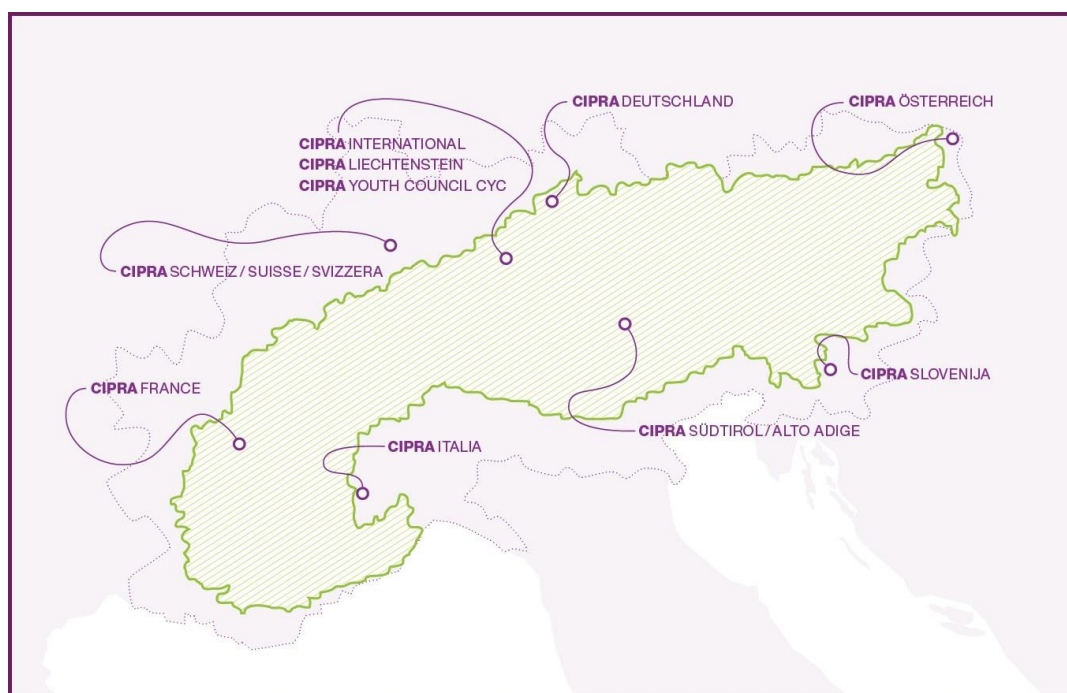 CIPRA DEUTSCHLAND
CIPRA ÖSTERREICH
CIPRA INTERNATIONAL
CIPRA LIECHTENSTEIN
CIPRA YOUTH COUNCIL CYC
CIPRA SCHWEIZ / SUISSE / SVIZZERA
CIPRA FRANCE
CIPRA SLOVENIJA
CIPRA SÜDTIROL / ALTO ADIGE
CIPRA ITALIA